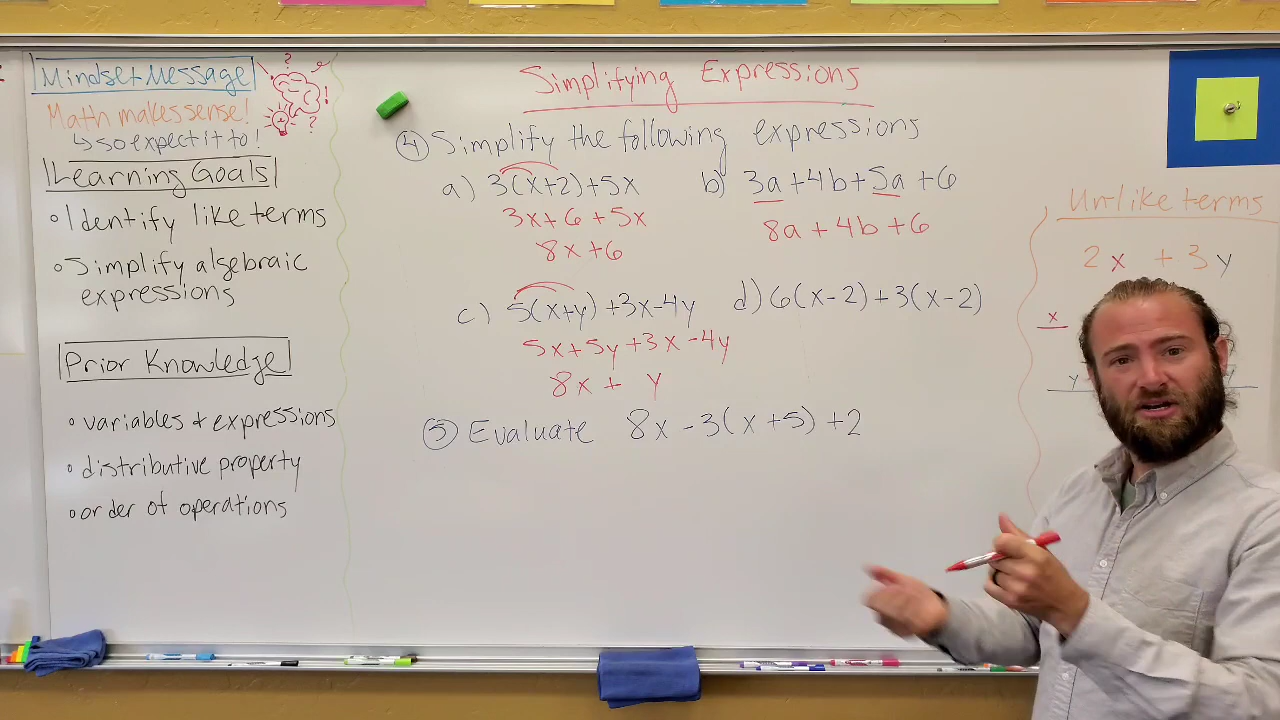 Mindset Message
Math makes sense!
↳ so expect it to!
Learning Goals
◦ Identify like terms
◦ Simplify algebraic
expressions
Prior Knowledge
◦ variables + expressions
◦ distributive property
◦ order of operations
Simplifying Expressions
④ Simplify the following expressions
a) 3(x+2)+5x
3x+6+5x
8x+6
b) 3a+4b+5a+6
8a+4b+6
c) 5(x+y)+3x-4y
5x+5y+3x-4y
8x + y
d) 6(x-2)+3(x-2)
⑤ Evaluate 8x-3(x+5)+2
Unlike terms
2x + 3y
x
y